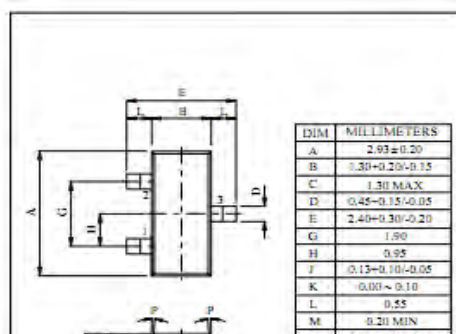 E
L B L
A
G
H
2
1
3
D
P P
DIM MILLIMETERS
A 2.93±0.20
B 1.30+0.20/-0.15
C 1.30 MAX
D 0.45+0.15/-0.05
E 2.40+0.30/-0.20
G 1.90
H 0.95
J 0.13+0.10/-0.05
K 0.00 ~ 0.10
L 0.55
M 0.20 MIN